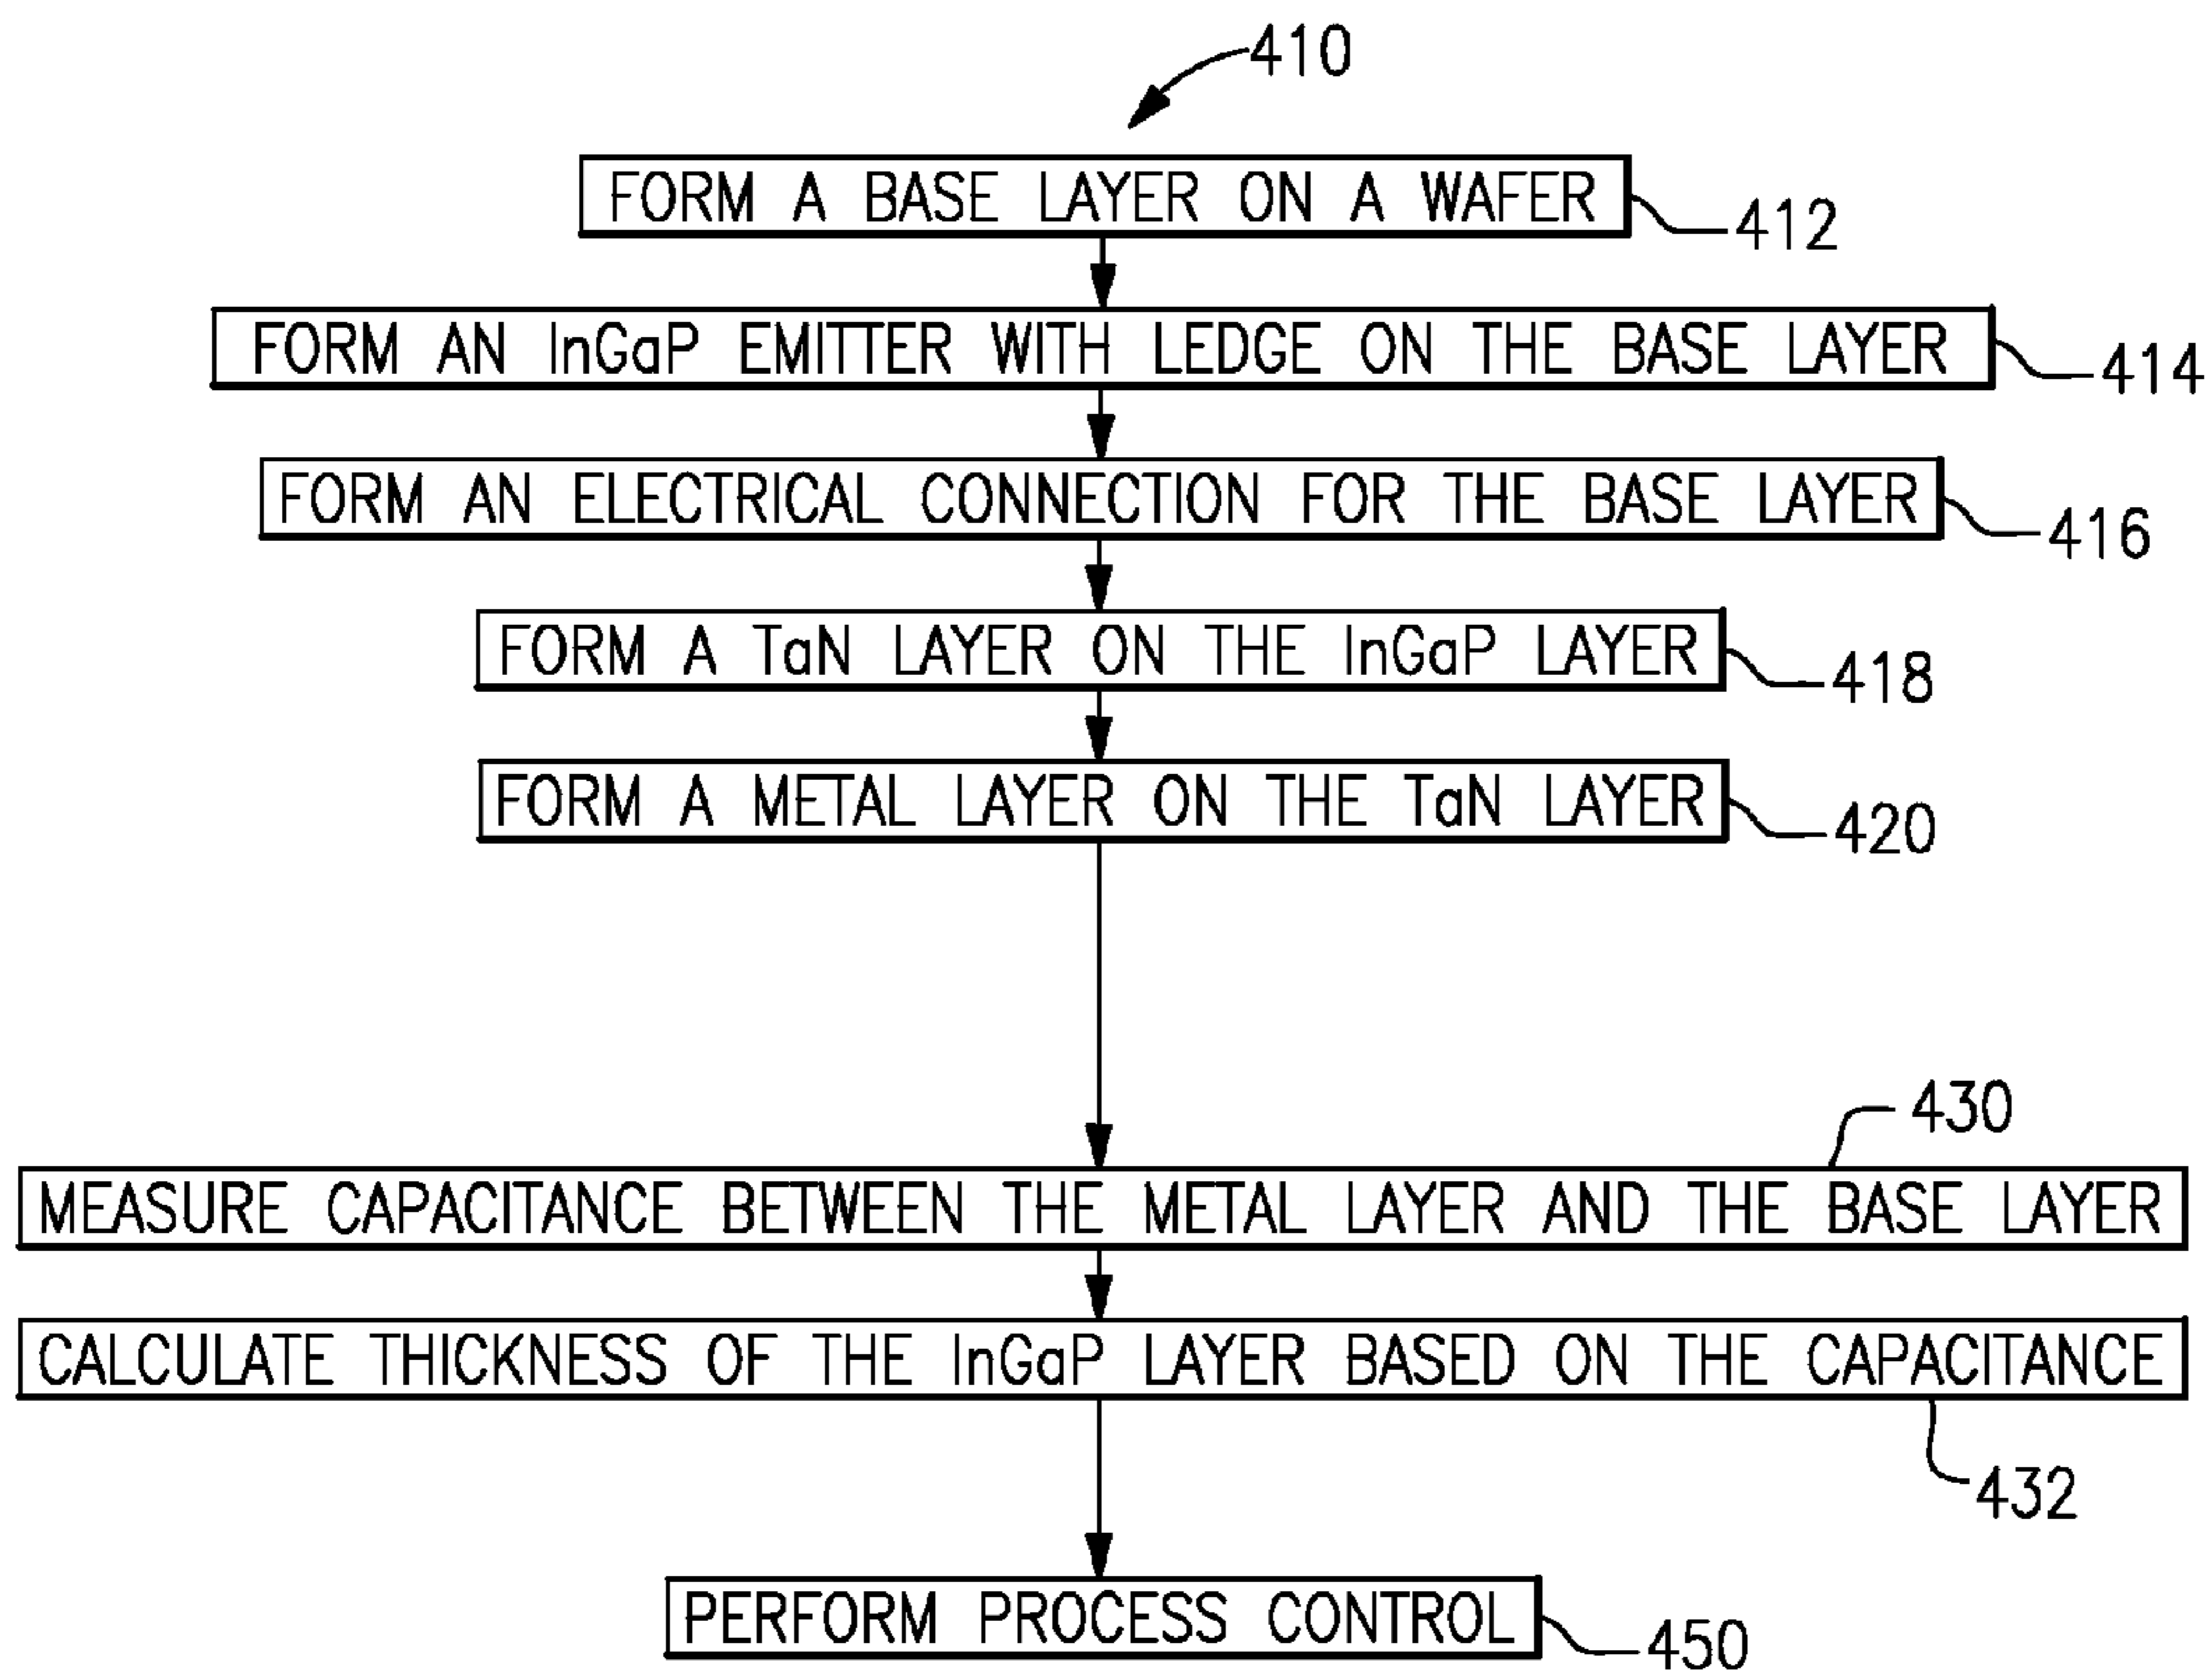 410
FORM A BASE LAYER ON A WAFER
412
FORM AN InGaP EMITTER WITH LEDGE ON THE BASE LAYER
414
FORM AN ELECTRICAL CONNECTION FOR THE BASE LAYER
416
FORM A TaN LAYER ON THE InGaP LAYER
418
FORM A METAL LAYER ON THE TaN LAYER
420
430
MEASURE CAPACITANCE BETWEEN THE METAL LAYER AND THE BASE LAYER
CALCULATE THICKNESS OF THE InGaP LAYER BASED ON THE CAPACITANCE
432
PERFORM PROCESS CONTROL
450